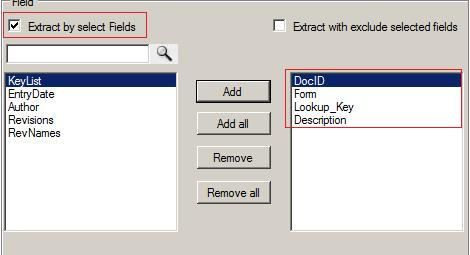 Field
Extract by select Fields
Extract with exclude selected fields
KeyList
EntryDate
Author
Revisions
RevNames
Add
Add all
Remove
Remove all
DocID
Form
Lookup_Key
Description